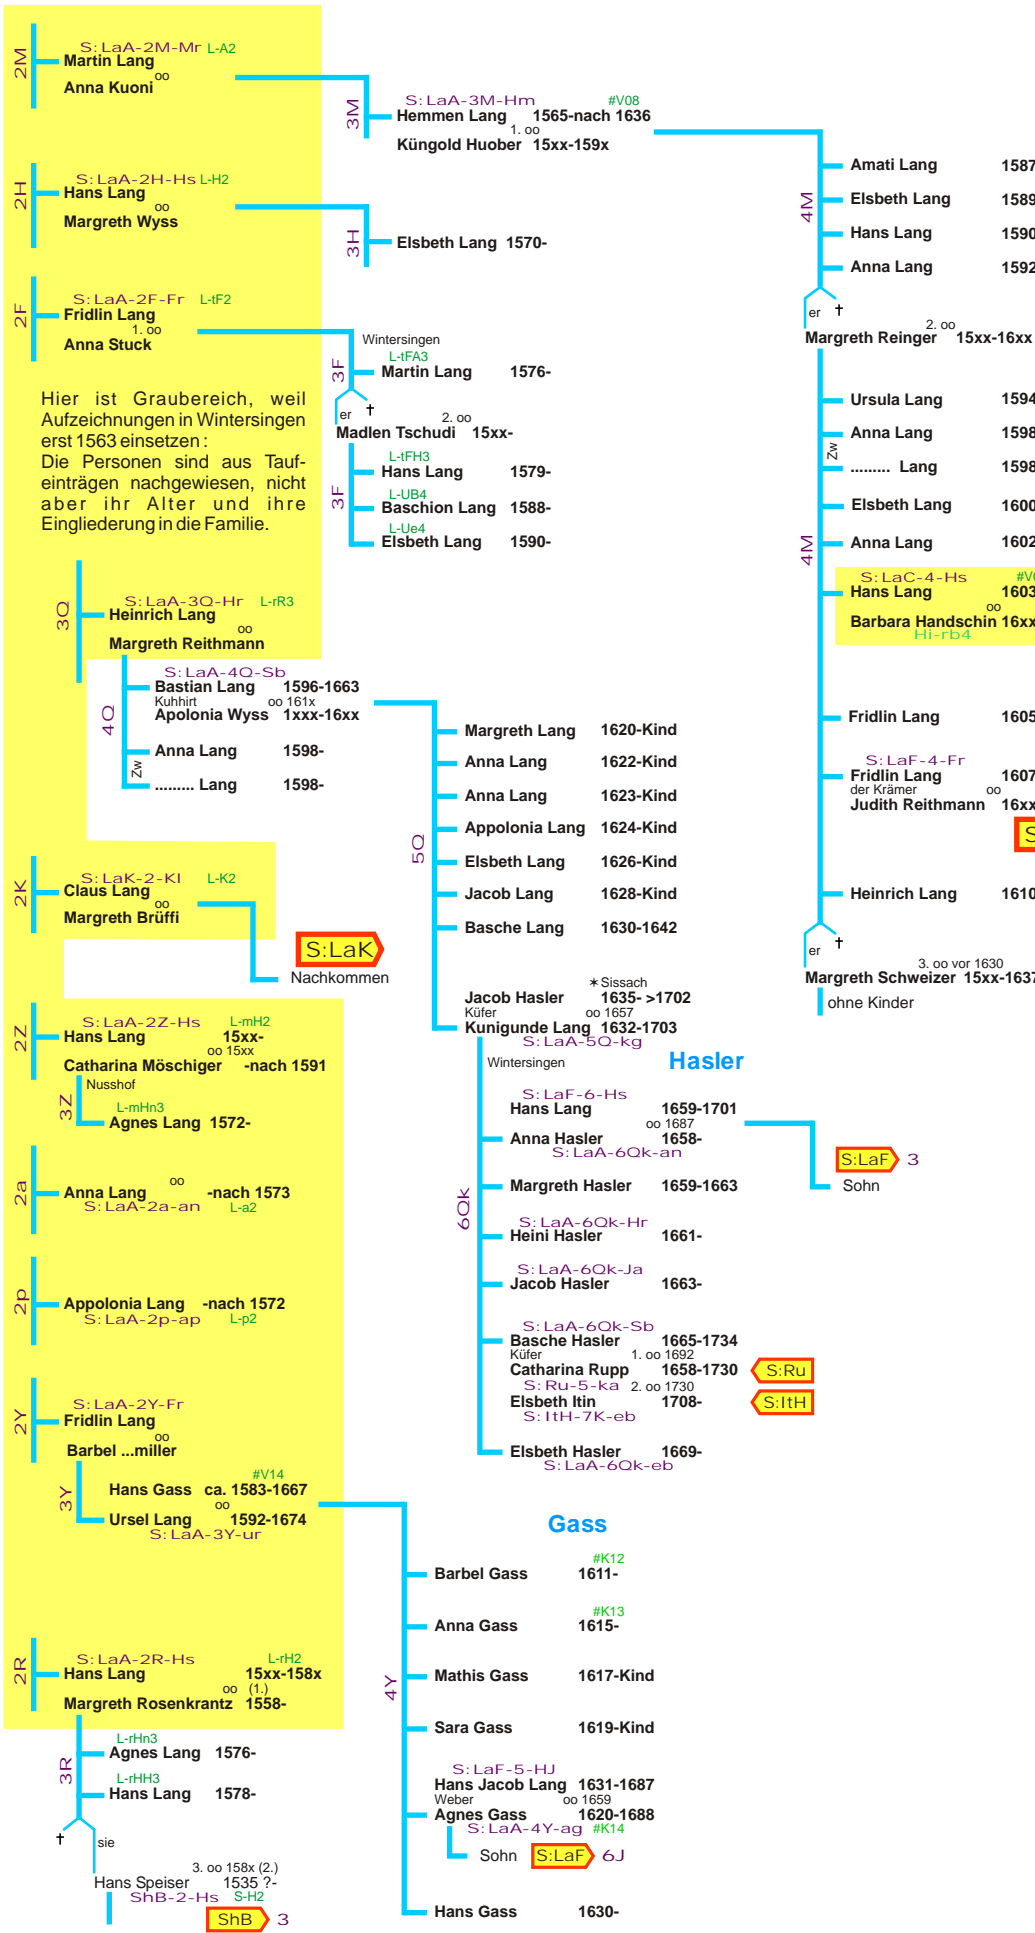 2M
S:LaA-2M-Mr L-A2
Martin Lang
oo
Anna Kuoni
3M
S:LaA-3M-Hm #V08
Hemmen Lang 1565-nach 1636
1. oo
Küngold Huober 15xx-159x
4M
Amati Lang 1587
Elsbeth Lang 1589
Hans Lang 1590
Anna Lang 1592
er †
2. oo
Margreth Reinger 15xx-16xx
4M
Ursula Lang 1594
Anna Lang 1598
Zw
......... Lang 1598
Elsbeth Lang 1600
Anna Lang 1602
S:LaC-4-Hs #V
Hans Lang 1603
oo
Barbara Handschin 16xx
Hi-rb4
Fridlin Lang 1605
S:LaF-4-Fr
Fridlin Lang 1607
der Krämer oo
Judith Reithmann 16xx
S
Heinrich Lang 1610
er †
3. oo vor 1630
Margreth Schweizer 15xx-1637
ohne Kinder
2H
S:LaA-2H-Hs L-H2
Hans Lang
oo
Margreth Wyss
3H
Elsbeth Lang 1570-
2F
S:LaA-2F-Fr L-tF2
Fridlin Lang
1. oo
Anna Stuck
3F
Wintersingen
L-tFA3
Martin Lang 1576-
er †
2. oo
Madlen Tschudi 15xx-
3F
L-tFH3
Hans Lang 1579-
L-UB4
Baschion Lang 1588-
L-Ue4
Elsbeth Lang 1590-
Hier ist Graubereich, weil
Aufzeichnungen in Wintersingen
erst 1563 einsetzen :
Die Personen sind aus Tauf-
einträgen nachgewiesen, nicht
aber ihr Alter und ihre
Eingliederung in die Familie.
3Q
S:LaA-3Q-Hr L-rR3
Heinrich Lang
oo
Margreth Reithmann
4Q
S:LaA-4Q-Sb
Bastian Lang 1596-1663
Kuhhirt oo 161x
Apolonia Wyss 1xxx-16xx
Anna Lang 1598-
Zw
......... Lang 1598-
5Q
Margreth Lang 1620-Kind
Anna Lang 1622-Kind
Anna Lang 1623-Kind
Appolonia Lang 1624-Kind
Elsbeth Lang 1626-Kind
Jacob Lang 1628-Kind
Basche Lang 1630-1642
* Sissach
Jacob Hasler 1635- >1702
Küfer oo 1657
Kunigunde Lang 1632-1703
S:LaA-5Q-kg
Wintersingen
Hasler
6Qk
S:LaF-6-Hs
Hans Lang 1659-1701
oo 1687
Anna Hasler 1658-
S:LaA-6Qk-an
S:LaF 3
Sohn
Margreth Hasler 1659-1663
S:LaA-6Qk-Hr
Heini Hasler 1661-
S:LaA-6Qk-Ja
Jacob Hasler 1663-
S:LaA-6Qk-Sb
Basche Hasler 1665-1734
Küfer 1. oo 1692
Catharina Rupp 1658-1730 S:Ru
S:Ru-5-ka 2. oo 1730
Elsbeth Itin 1708- S:ItH
S:ItH-7K-eb
Elsbeth Hasler 1669-
S:LaA-6Qk-eb
2K
S:LaK-2-Kl L-K2
Claus Lang
oo
Margreth Brüffi
S:LaK
Nachkommen
2Z
S:LaA-2Z-Hs L-mH2
Hans Lang 15xx-
oo 15xx
Catharina Möschiger -nach 1591
3Z
Nusshof
L-mHn3
Agnes Lang 1572-
2a
oo
Anna Lang -nach 1573
S:LaA-2a-an L-a2
2p
Appolonia Lang -nach 1572
S:LaA-2p-ap L-p2
2Y
S:LaA-2Y-Fr
Fridlin Lang
oo
Barbel ...miller
3Y
#V14
Hans Gass ca. 1583-1667
oo
Ursel Lang 1592-1674
S:LaA-3Y-ur
Gass
4Y
#K12
Barbel Gass 1611-
#K13
Anna Gass 1615-
Mathis Gass 1617-Kind
Sara Gass 1619-Kind
S:LaF-5-HJ
Hans Jacob Lang 1631-1687
Weber oo 1659
Agnes Gass 1620-1688
S:LaA-4Y-ag #K14
Sohn S:LaF 6J
Hans Gass 1630-
2R
S:LaA-2R-Hs L-rH2
Hans Lang 15xx-158x
oo (1.)
Margreth Rosenkrantz 1558-
3R
L-rHn3
Agnes Lang 1576-
L-rHH3
Hans Lang 1578-
† sie
3. oo 158x (2.)
Hans Speiser 1535 ?-
ShB-2-Hs S-H2
ShB 3